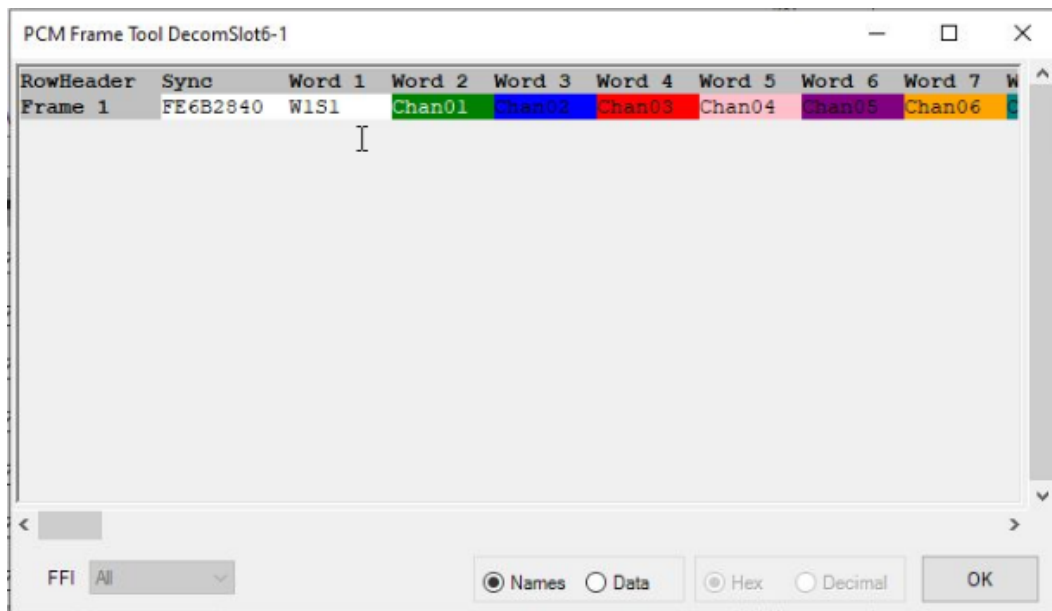 PCM Frame Tool DecomSlot6-1
RowHeader Sync Word 1 Word 2 Word 3 Word 4 Word 5 Word 6 Word 7 W
Frame 1 FE6B2840 W1S1 Chan01 Chan02 Chan03 Chan04 Chan05 Chan06 C
FFI All Names Data Hex Decimal OK